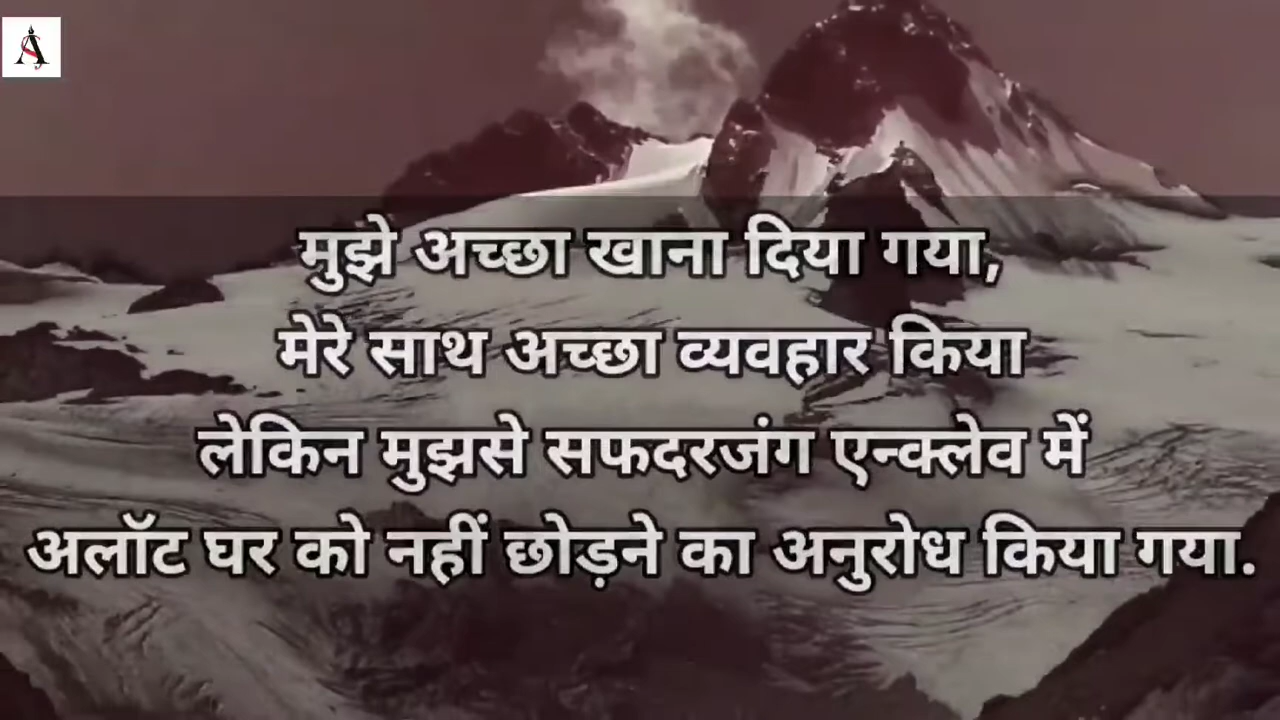 मुझे अच्छा खाना दिया गया,
मेरे साथ अच्छा व्यवहार किया
लेकिन मुझसे सफदरजंग एन्क्लेव में
अलॉट घर को नहीं छोड़ने का अनुरोध किया गया.